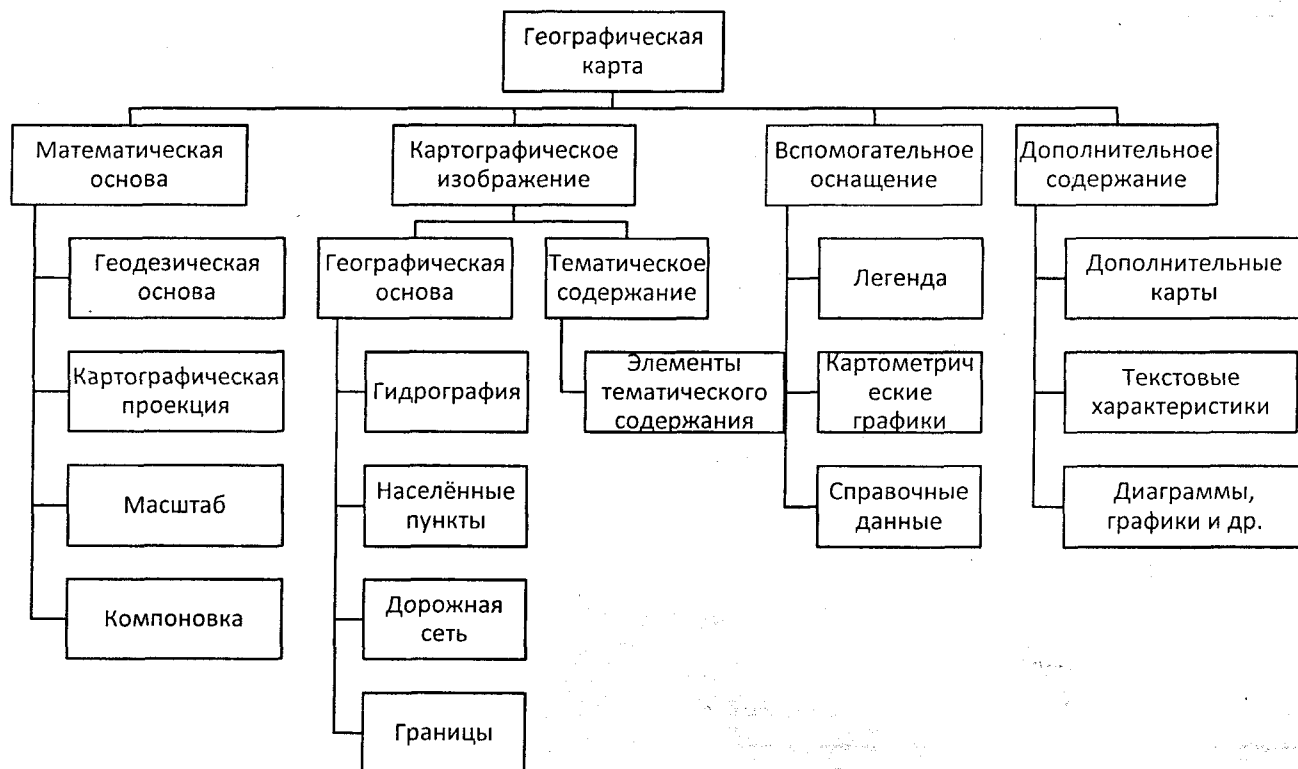 Географическая
карта
Математическая
основа
Картографическое
изображение
Вспомогательное
оснащение
Дополнительное
содержание
Геодезическая
основа
Картографическая
проекция
Масштаб
Компоновка
Географическая
основа
Гидрография
Населённые
пункты
Дорожная
сеть
Границы
Тематическое
содержание
Элементы
тематического
содержания
Легенда
Картометрич
еские
графики
Справочные
данные
Дополнительные
карты
Текстовые
характеристики
Диаграммы,
графики и др.